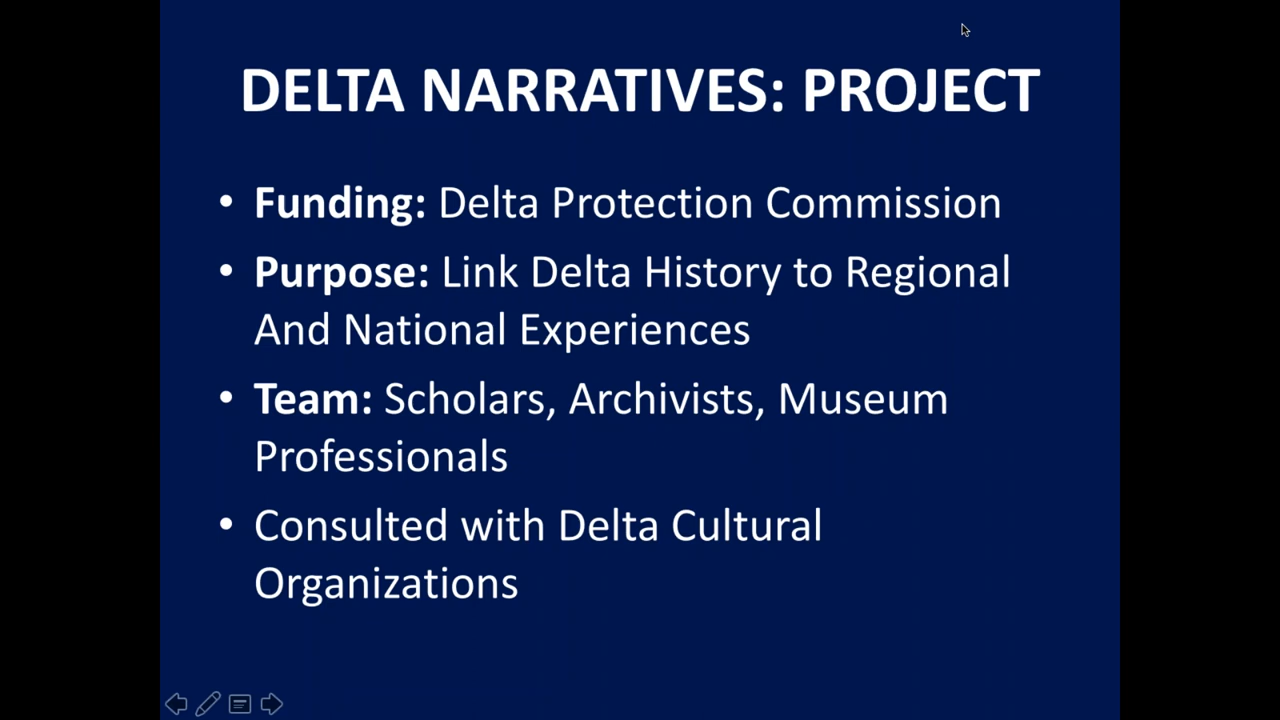 DELTA NARRATIVES: PROJECT
• Funding: Delta Protection Commission
• Purpose: Link Delta History to Regional
And National Experiences
• Team: Scholars, Archivists, Museum
Professionals
• Consulted with Delta Cultural
Organizations